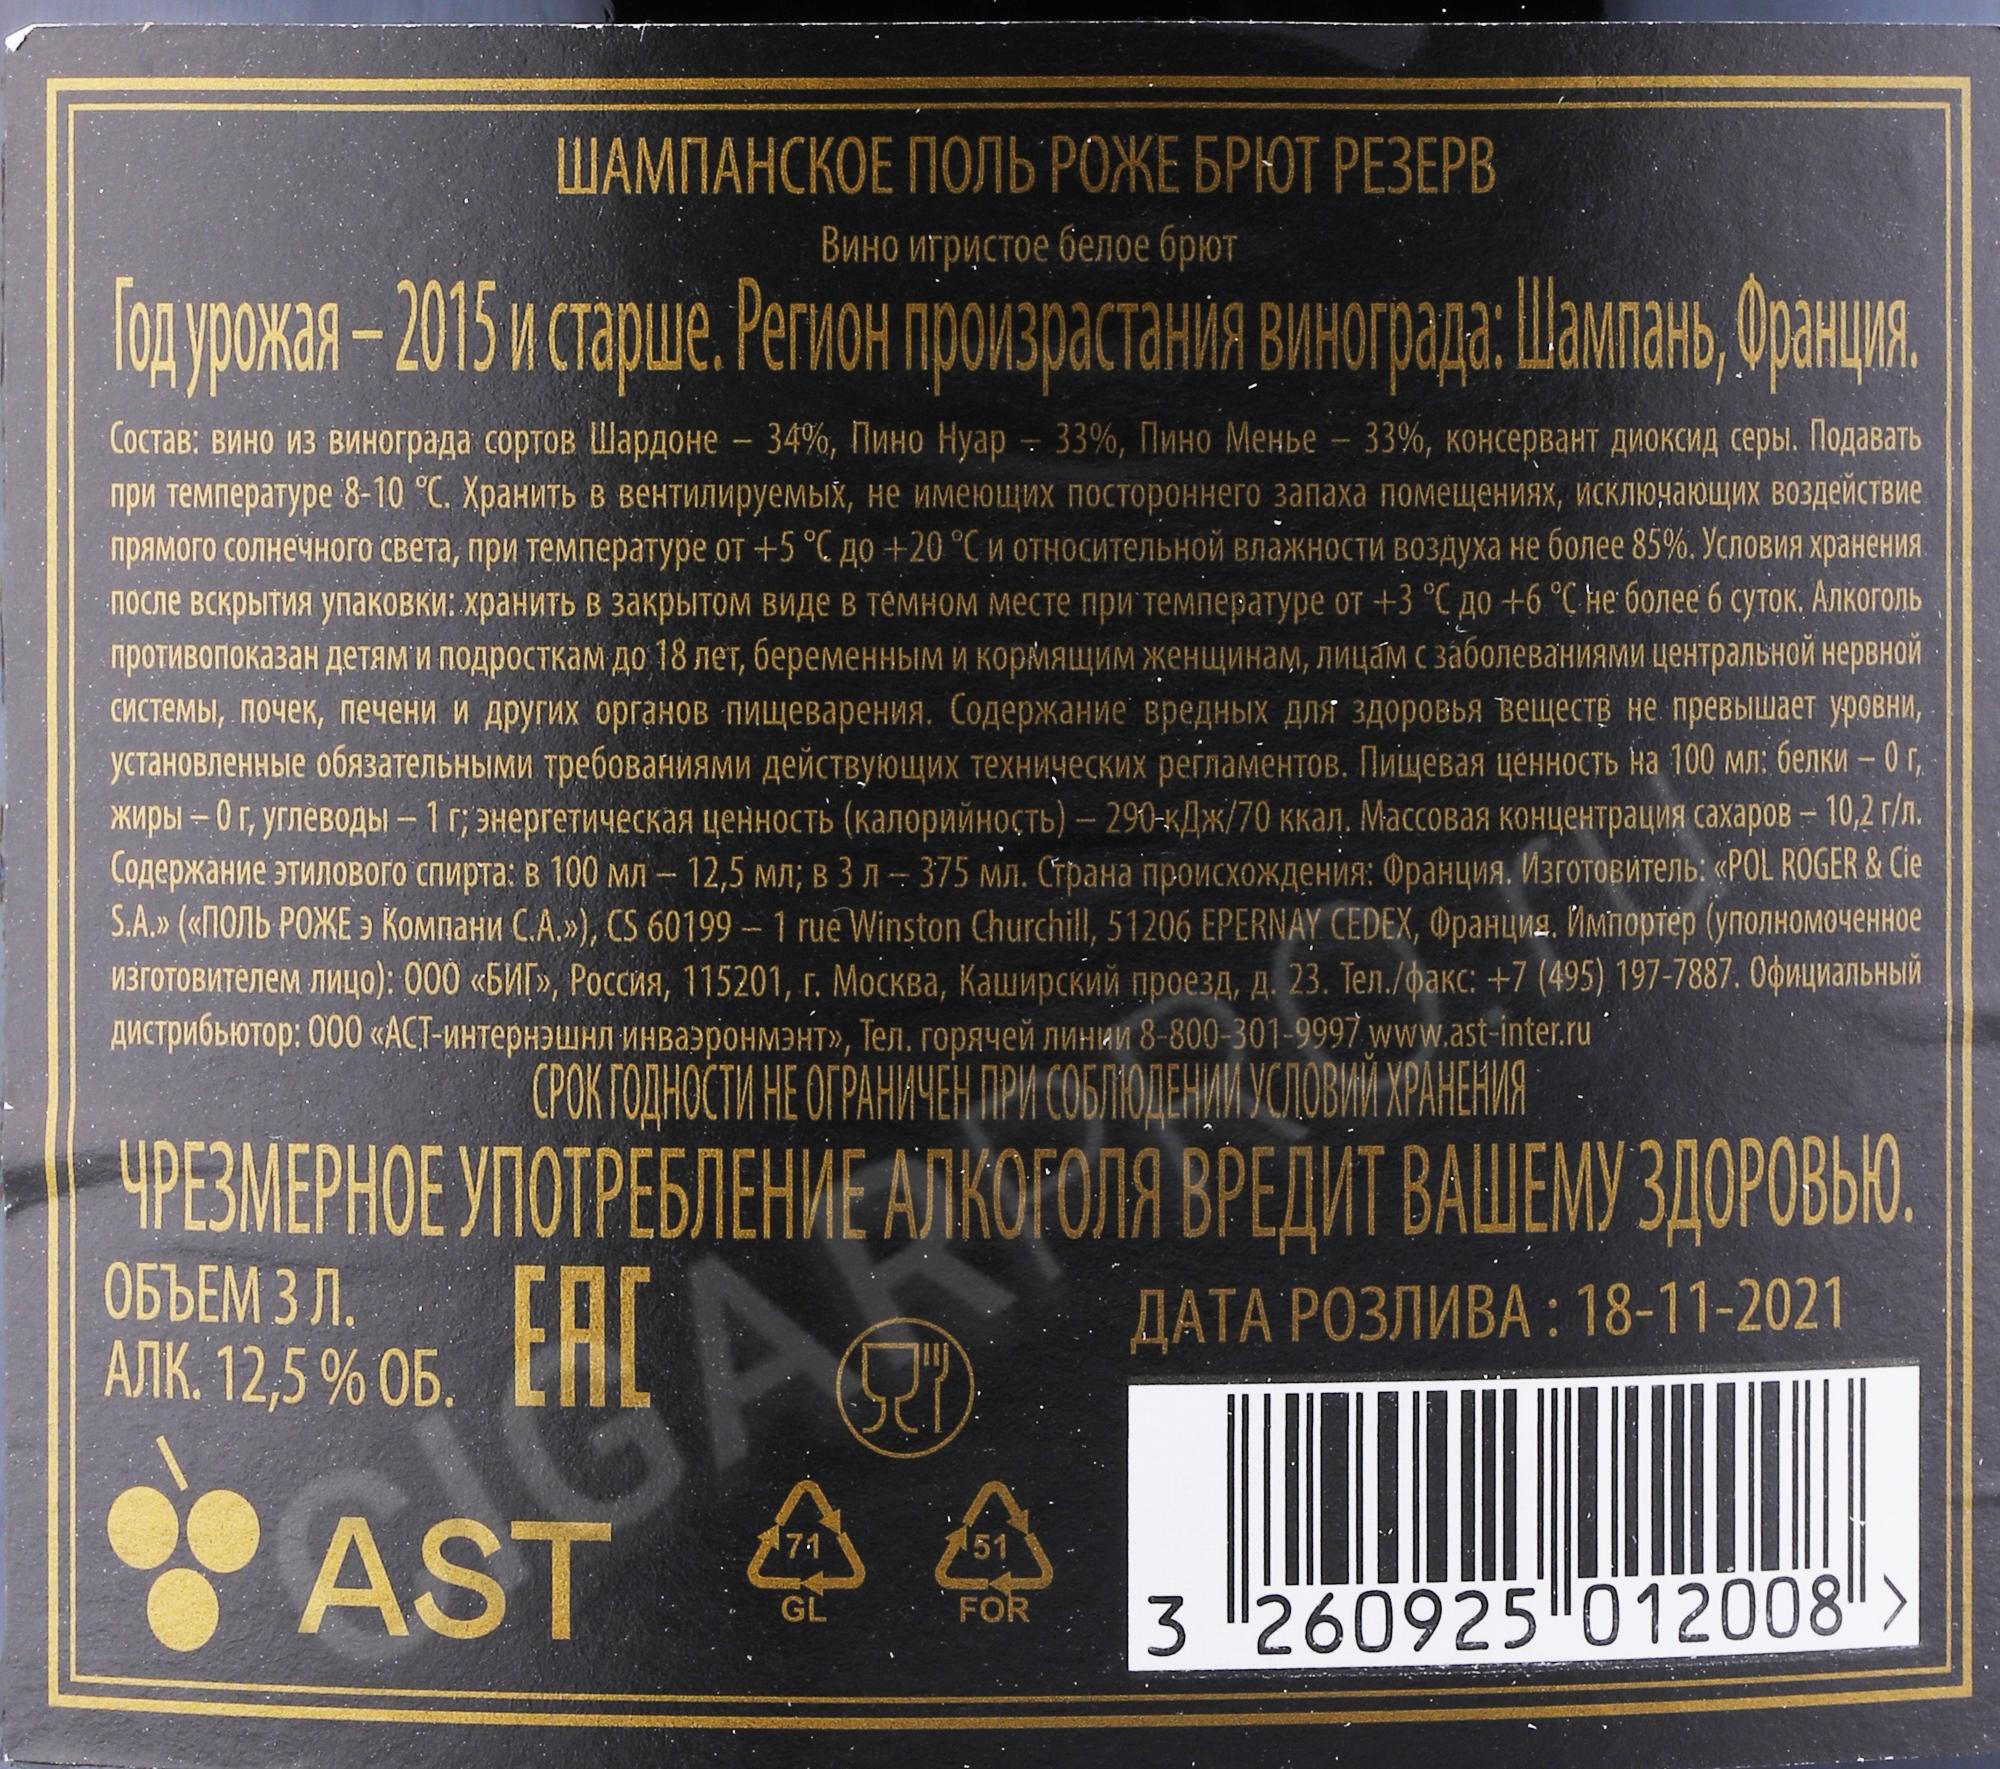 ШАМПАНСКОЕ ПОЛЬ РОЖЕ БРЮТ РЕЗЕРВ
Вино игристое белое брют
Год урожая – 2015 и старше. Регион произрастания винограда: Шампань, Франция.
Состав: вино из винограда сортов Шардоне – 34%, Пино Нуар – 33%, Пино Менье – 33%, консервант диоксид серы. Подавать
при температуре 8-10 °С. Хранить в вентилируемых, не имеющих постороннего запаха помещениях, исключающих воздействие
прямого солнечного света, при температуре от +5 °С до +20 °С и относительной влажности воздуха не более 85%. Условия хранения
после вскрытия упаковки: хранить в закрытом виде в темном месте при температуре от +3 °С до +6 °С не более 6 суток. Алкоголь
противопоказан детям и подросткам до 18 лет, беременным и кормящим женщинам, лицам с заболеваниями центральной нервной
системы, почек, печени и других органов пищеварения. Содержание вредных для здоровья веществ не превышает уровни,
установленные обязательными требованиями действующих технических регламентов. Пищевая ценность на 100 мл: белки – 0 г,
жиры – 0 г, углеводы – 1 г; энергетическая ценность (калорийность) – 290 кДж/70 ккал. Массовая концентрация сахаров – 10,2 г/л.
Содержание этилового спирта: в 100 мл – 12,5 мл; в 3 л – 375 мл. Страна происхождения: Франция. Изготовитель: «POL ROGER & Cie
S.A.» («ПОЛЬ РОЖЕ э Компани С.А.»), CS 60199 – 1 rue Winston Churchill, 51206 EPERNAY CEDEX, Франция. Импортер (уполномоченное
изготовителем лицо): ООО «БИГ», Россия, 115201, г. Москва, Каширский проезд, д. 23. Тел./факс: +7 (495) 197-7887. Официальный
дистрибьютор: ООО «АСТ-интернэшнл инваэронмэнт», Тел. горячей линии 8-800-301-9997 www.ast-inter.ru
СРОК ГОДНОСТИ НЕ ОГРАНИЧЕН ПРИ СОБЛЮДЕНИИ УСЛОВИЙ ХРАНЕНИЯ
ЧРЕЗМЕРНОЕ УПОТРЕБЛЕНИЕ АЛКОГОЛЯ ВРЕДИТ ВАШЕМУ ЗДОРОВЬЮ.
ОБЪЕМ 3 Л.
АЛК. 12,5 % ОБ.
EAC
ДАТА РОЗЛИВА : 18-11-2021
AST
71
GL
51
FOR
3 260925 012008 >
CIGARPRO.ru